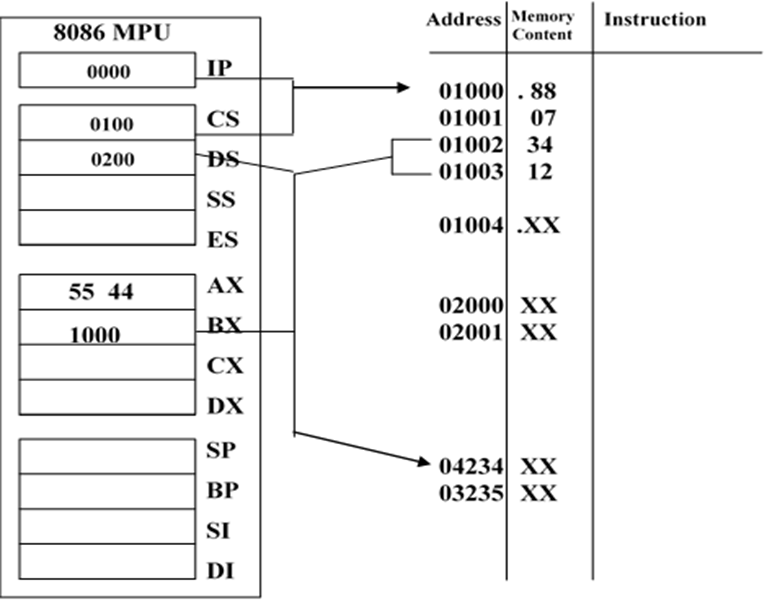 8086 MPU
0000 IP
0100 CS
0200 DS
SS
ES
55 44 AX
1000 BX
CX
DX
SP
BP
SI
DI
Address Memory Content Instruction
01000 . 88
01001 07
01002 34
01003 12
01004 .XX
02000 XX
02001 XX
04234 XX
03235 XX